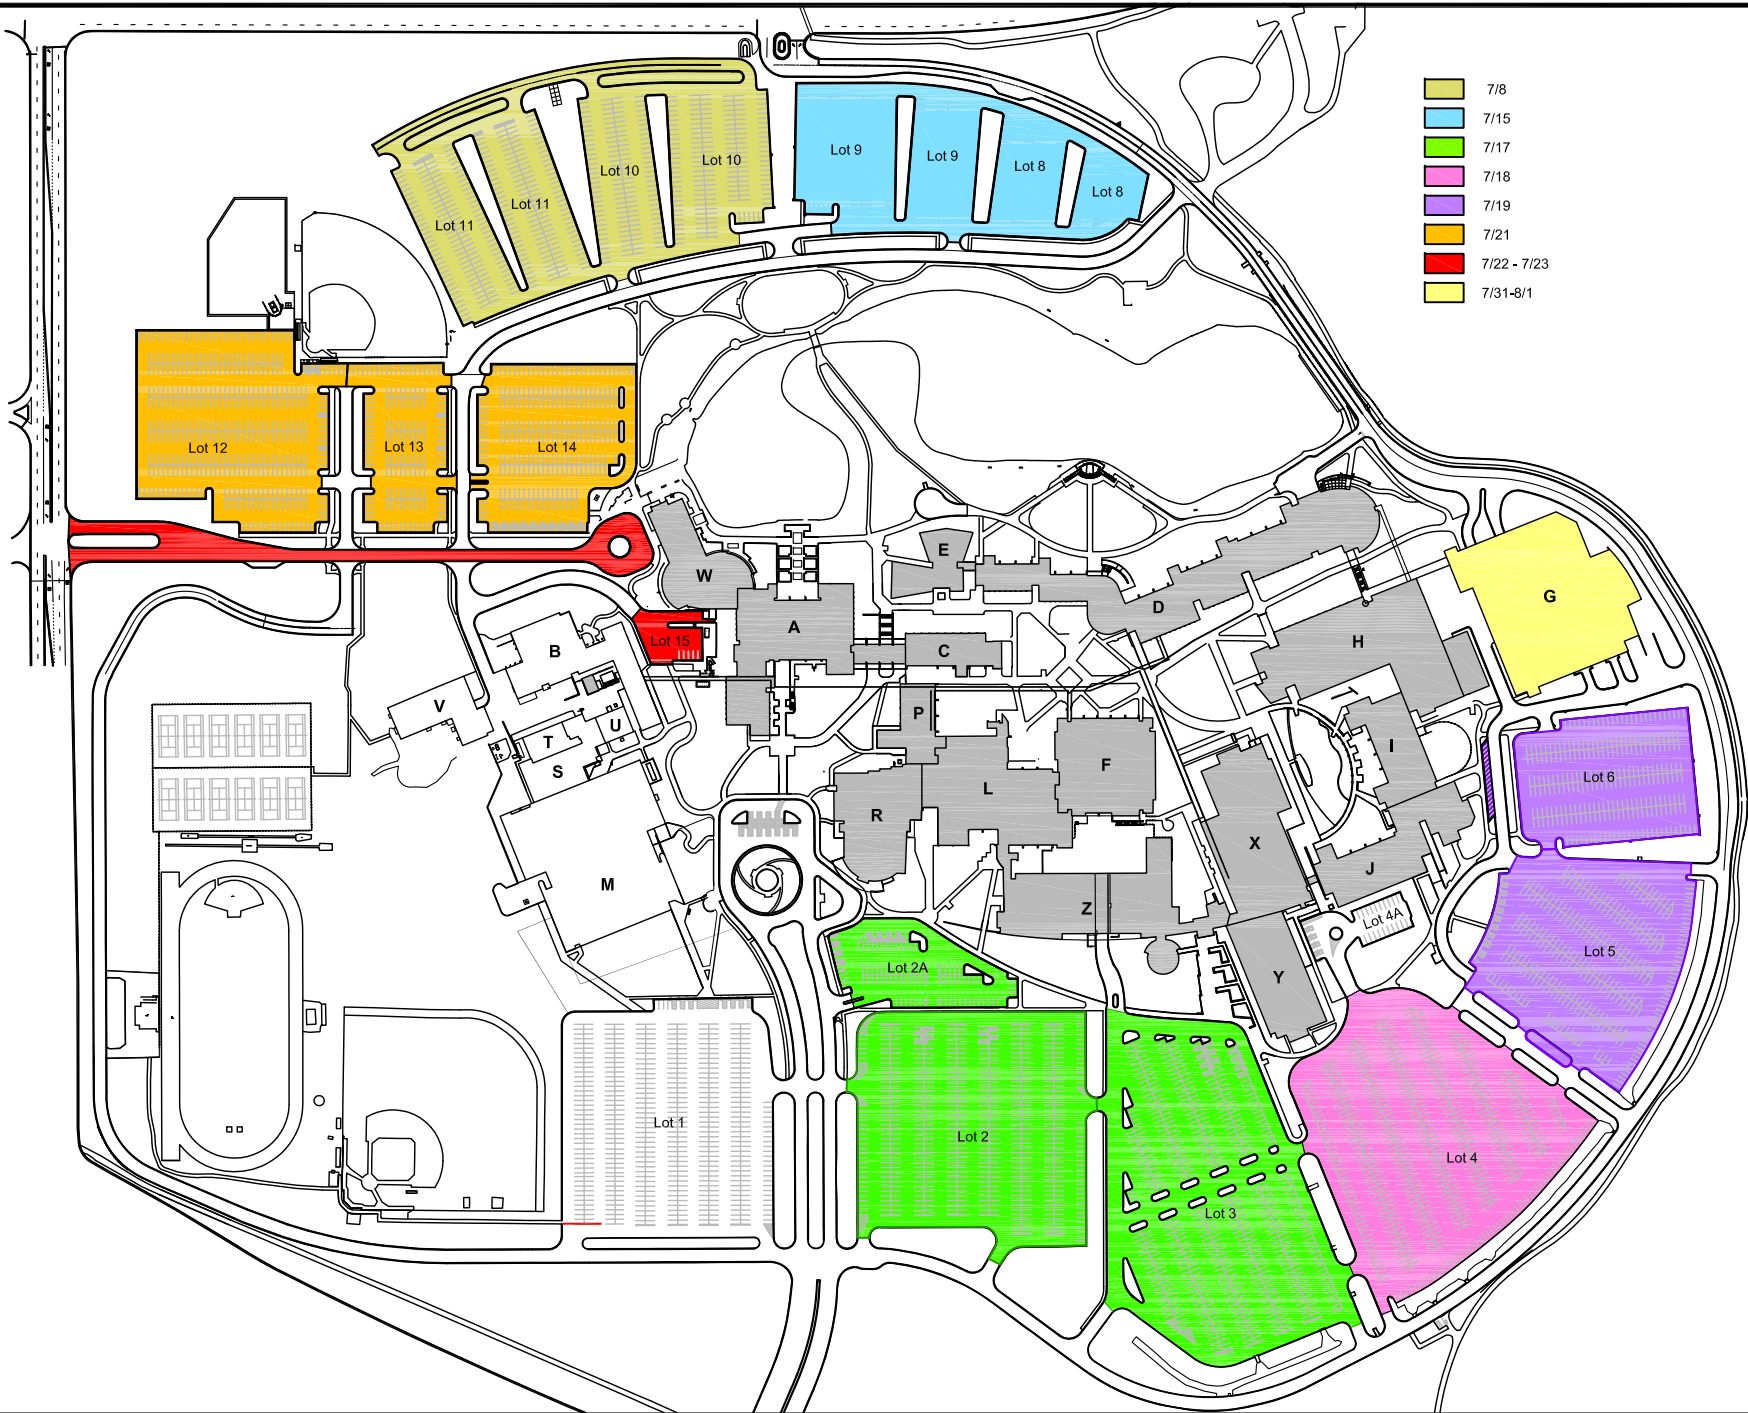 7/8
7/15
7/17
7/18
7/19
7/21
7/22 - 7/23
7/31-8/1
Lot 9
Lot 9
Lot 8
Lot 8
Lot 10
Lot 10
Lot 11
Lot 11
Lot 12
Lot 13
Lot 14
Lot 15
W
A
E
D
C
B
V
T
U
S
M
P
L
R
F
Z
H
G
I
X
J
Y
Lot 4A
Lot 6
Lot 5
Lot 2A
Lot 1
Lot 2
Lot 3
Lot 4